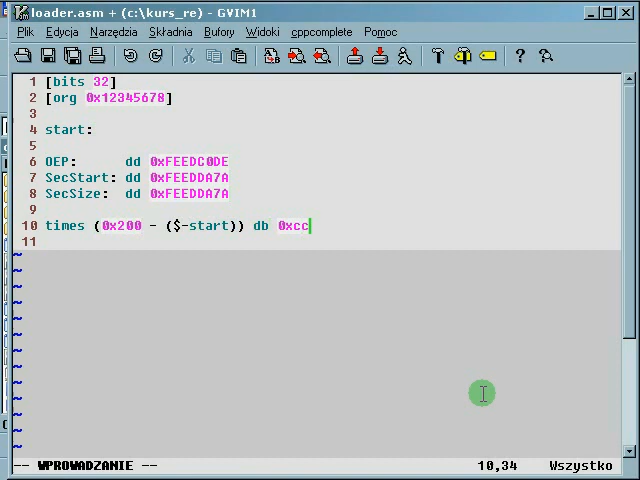 loader.asm + (c:\kurs_re) - GVIM1
Plik Edycja Narzędzia Składnia Bufory Widoki cppcomplete Pomoc
1 [bits 32]
2 [org 0x12345678]
3
4 start:
5
6 OEP: dd 0xFEEDC0DE
7 SecStart: dd 0xFEEDDA7A
8 SecSize: dd 0xFEEDDA7A
9
10 times (0x200 - ($-start)) db 0xcc
11
~
~
~
~
~
~
~
~
~
~
~
~
~
-- WPROWADZANIE -- 10,34 Wszystko